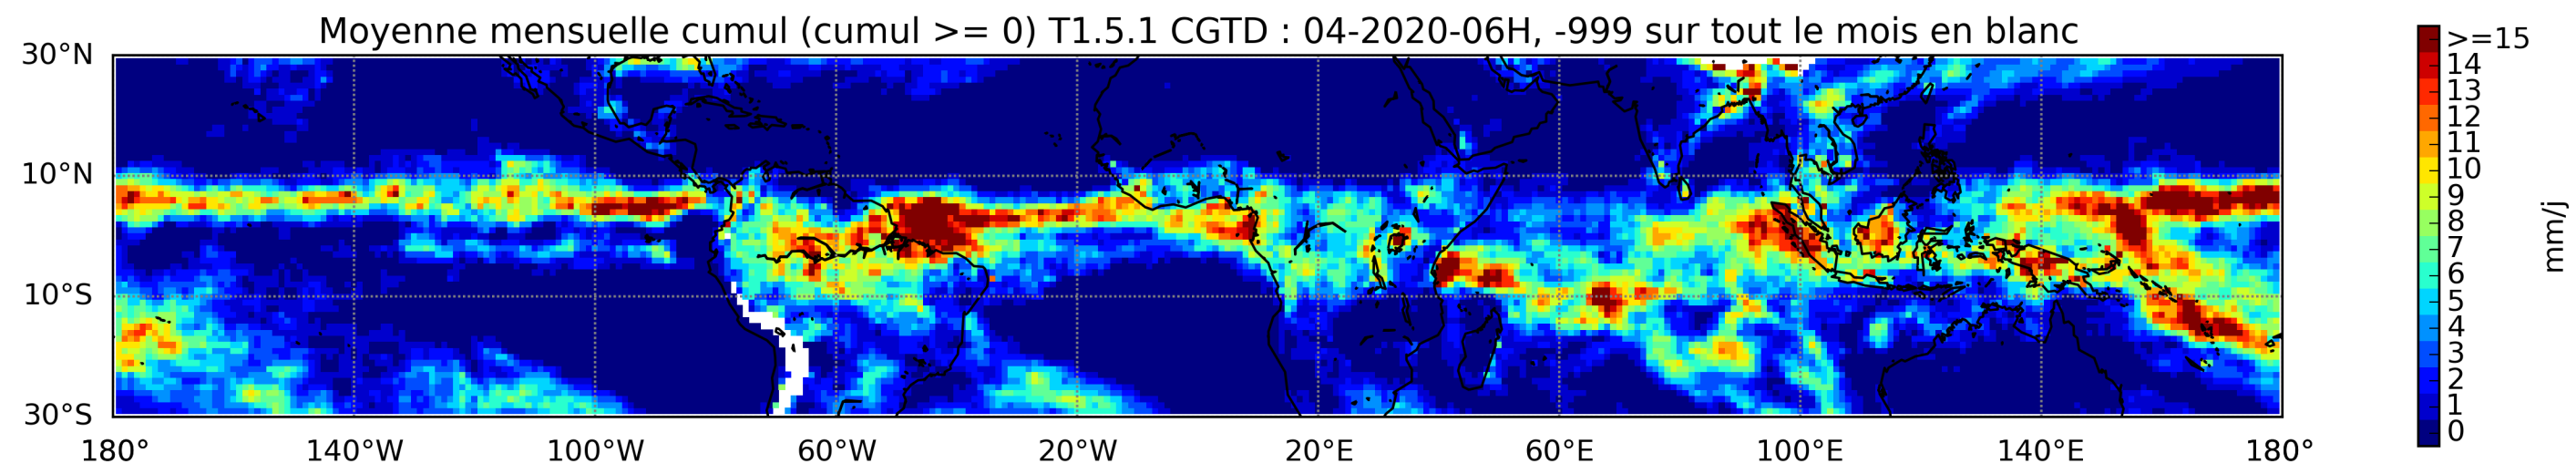 Moyenne mensuelle cumul (cumul >= 0) T1.5.1 CGTD : 04-2020-06H, -999 sur tout le mois en blanc
30°N
10°N
10°S
30°S
180°
140°W
100°W
60°W
20°W
20°E
60°E
100°E
140°E
180°
>=15
14
13
12
11
10
9
8
7
6
5
4
3
2
1
0
mm/j